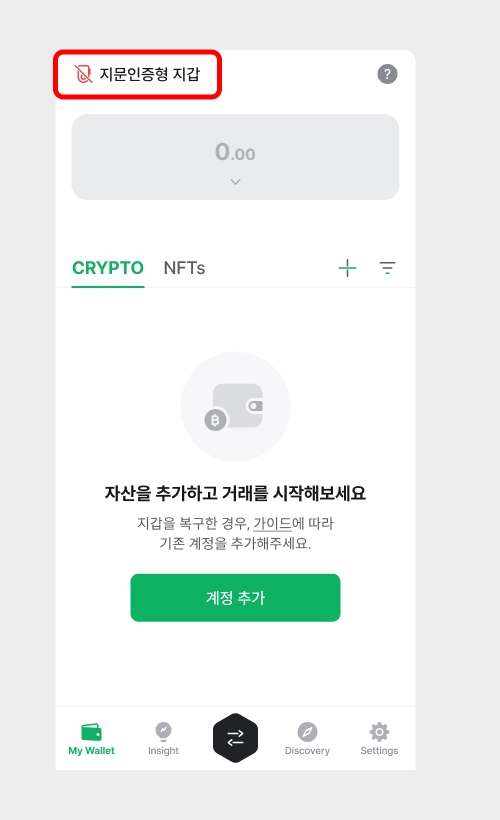 지문인증형 지갑
?
0.00
CRYPTO NFTs
자산을 추가하고 거래를 시작해보세요
지갑을 복구한 경우, 가이드에 따라
기존 계정을 추가해주세요.
계정 추가
My Wallet Insight Discovery Settings